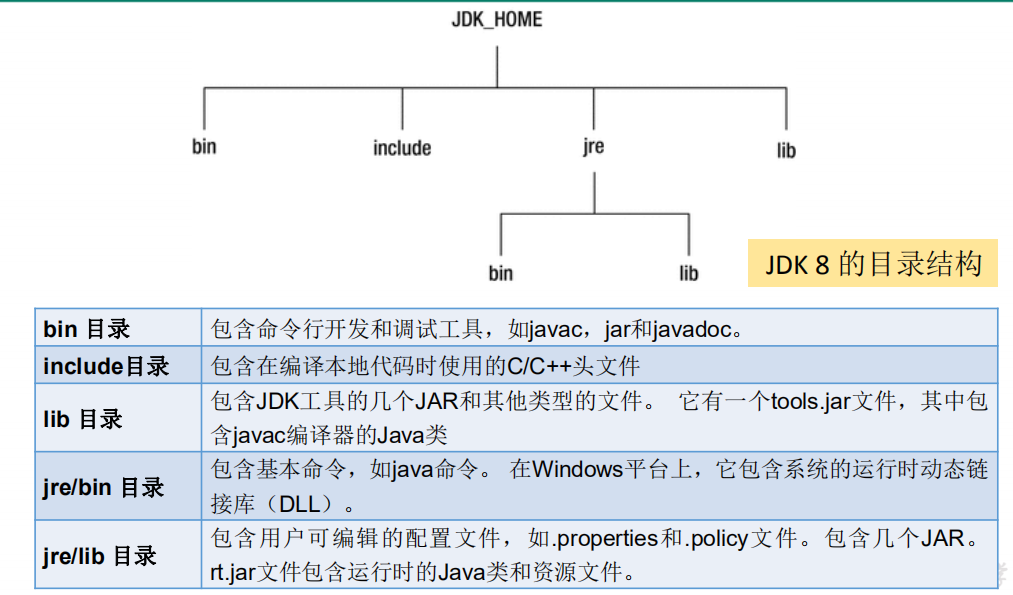 JDK_HOME
bin
include
jre
lib
bin
lib
JDK 8 的目录结构
bin 目录
包含命令行开发和调试工具，如javac，jar和javadoc。
include目录
包含在编译本地代码时使用的C/C++头文件
lib 目录
包含JDK工具的几个JAR和其他类型的文件。 它有一个tools.jar文件，其中包
含javac编译器的Java类
jre/bin 目录
包含基本命令，如java命令。 在Windows平台上，它包含系统的运行时动态链
接库（DLL）。
jre/lib 目录
包含用户可编辑的配置文件，如.properties和.policy文件。包含几个JAR。
rt.jar文件包含运行时的Java类和资源文件。